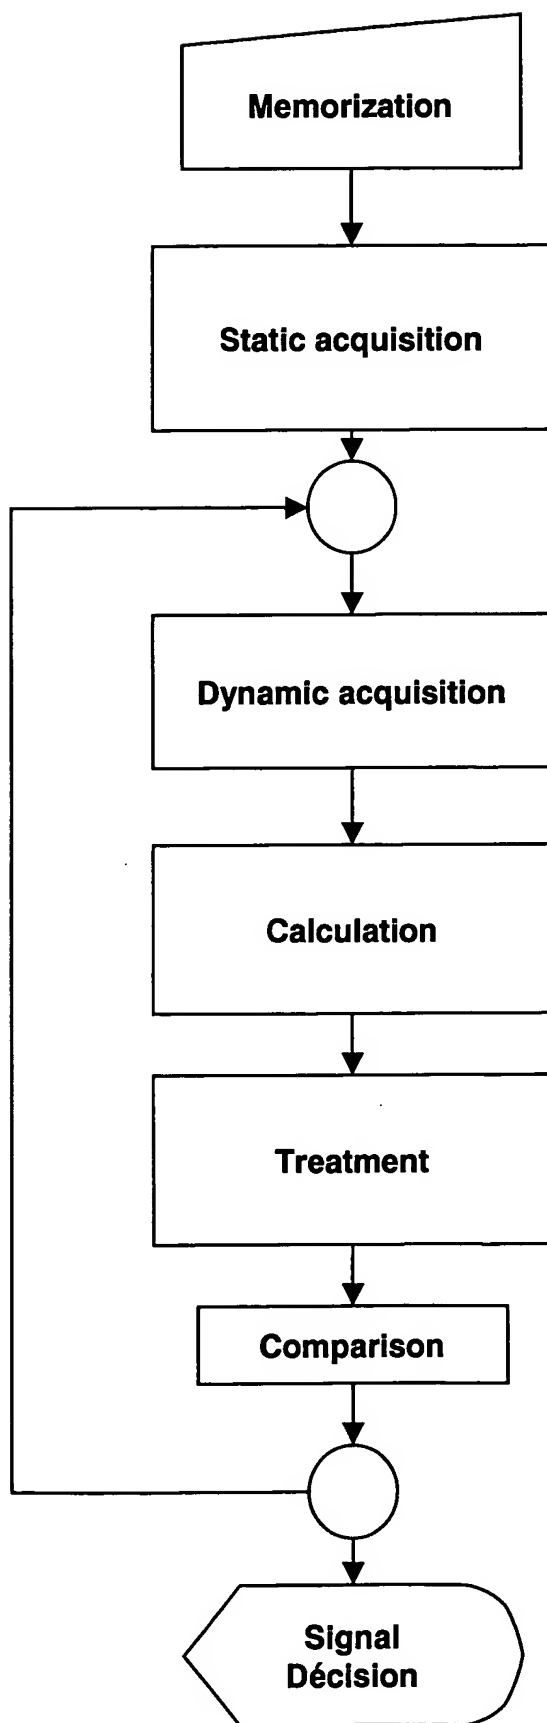 Memorization
Static acquisition
Dynamic acquisition
Calculation
Treatment
Comparison
Signal
Décision